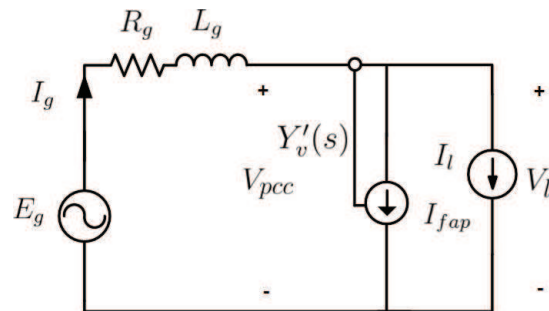 R_g L_g
I_g + +
Y'_v(s)
I_l
V_pcc V_l
E_g I_fap
- -